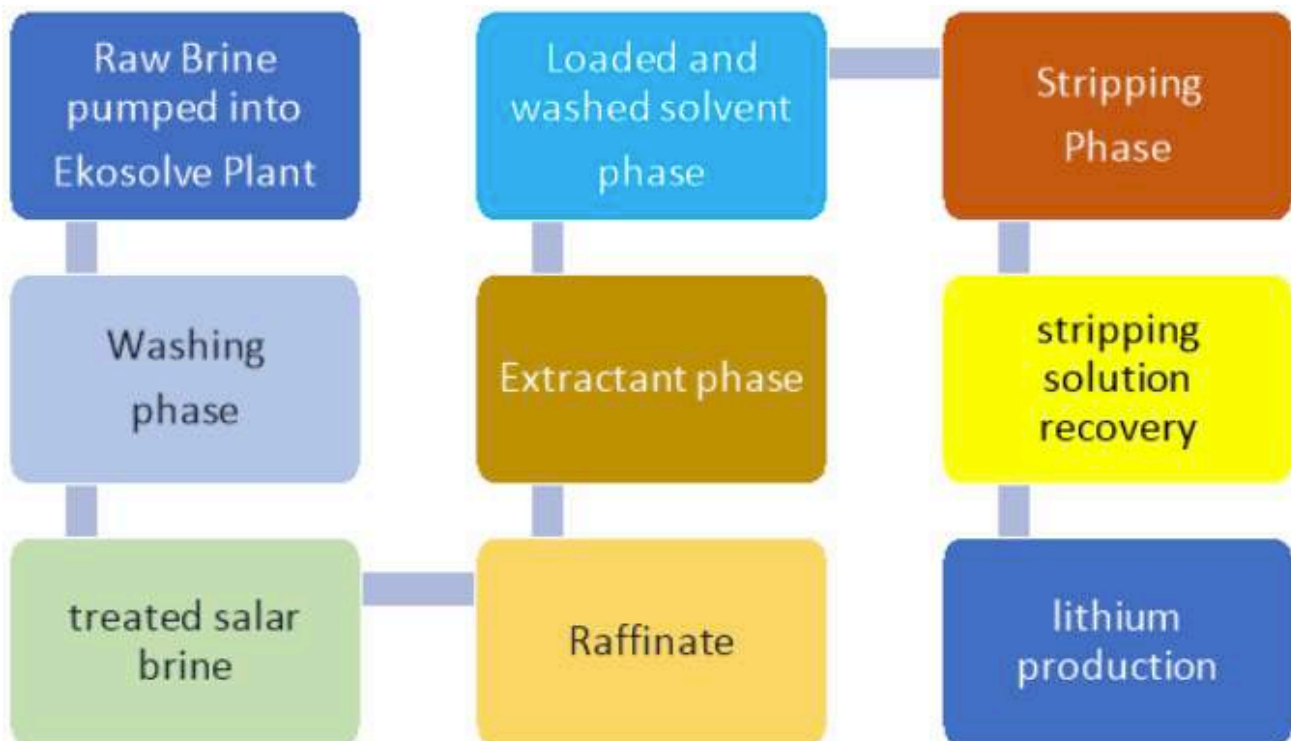 Raw Brine
pumped into
Ekosolve Plant
Washing
phase
treated salar
brine
Raffinate
Extractant phase
Loaded and
washed solvent
phase
Stripping
Phase
stripping
solution
recovery
lithium
production